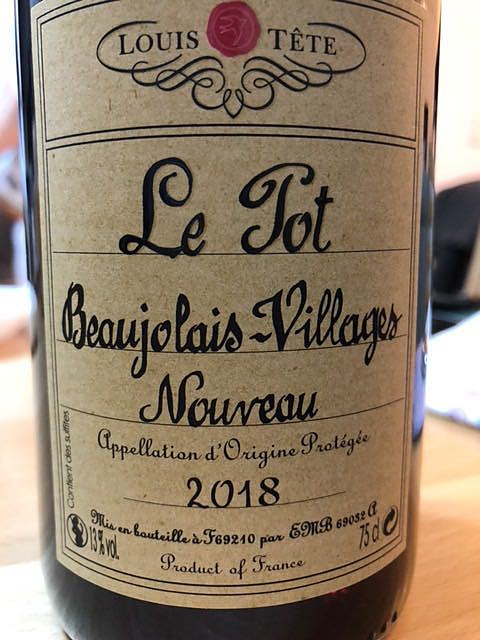 LOUIS TÊTE
Le Tot
Beaujolais-Villages
Nouveau
Appellation d'Origine Protégée
2018
Contient des sulfites
Mis en bouteille à F69210 par EMB 69032 A
13% vol.
75 cl
Product of France